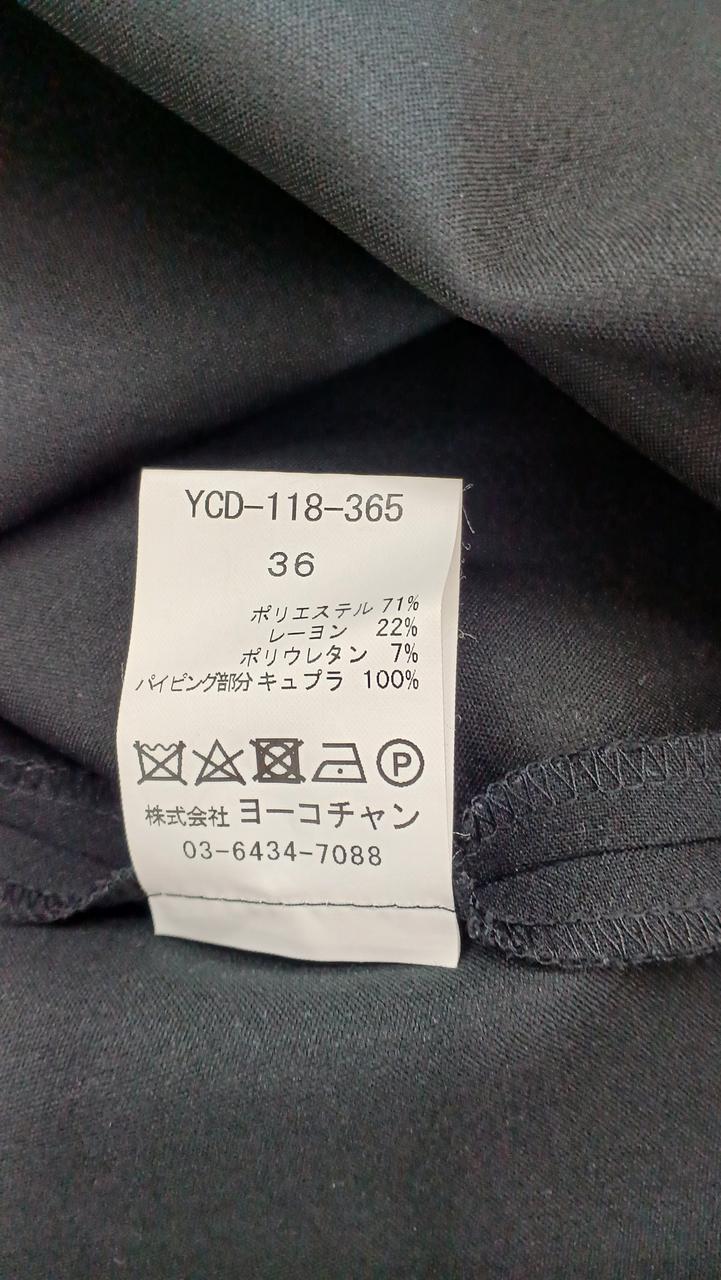 YCD-118-365
36
ポリエステル 71%
レーヨン 22%
ポリウレタン 7%
パイピング部分 キュプラ 100%
P
株式会社 ヨーコチャン
03-6434-7088